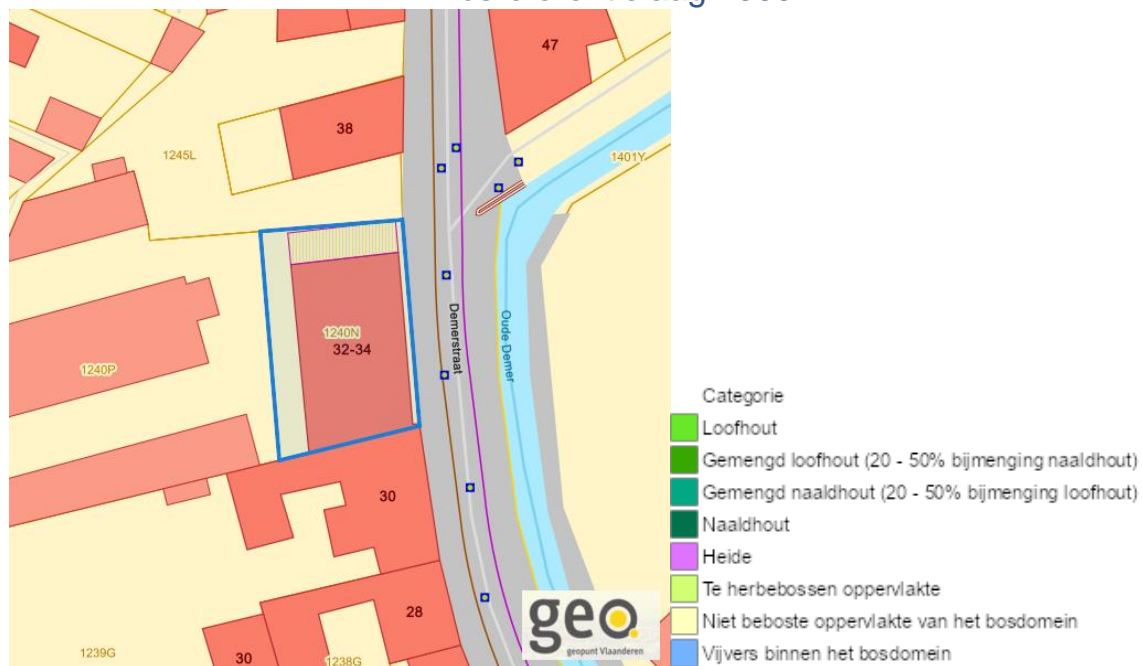 47
38
1245L
1401Y
1240N
32-34
Demerstraat
Oude Demer
1240P
30
28
30
1239G
1238G
geo
geopunt Vlaanderen
Categorie
Loofhout
Gemengd loofhout (20 - 50% bijmenging naaldhout)
Gemengd naaldhout (20 - 50% bijmenging loofhout)
Naaldhout
Heide
Te herbebossen oppervlakte
Niet beboste oppervlakte van het bosdomein
Vijvers binnen het bosdomein